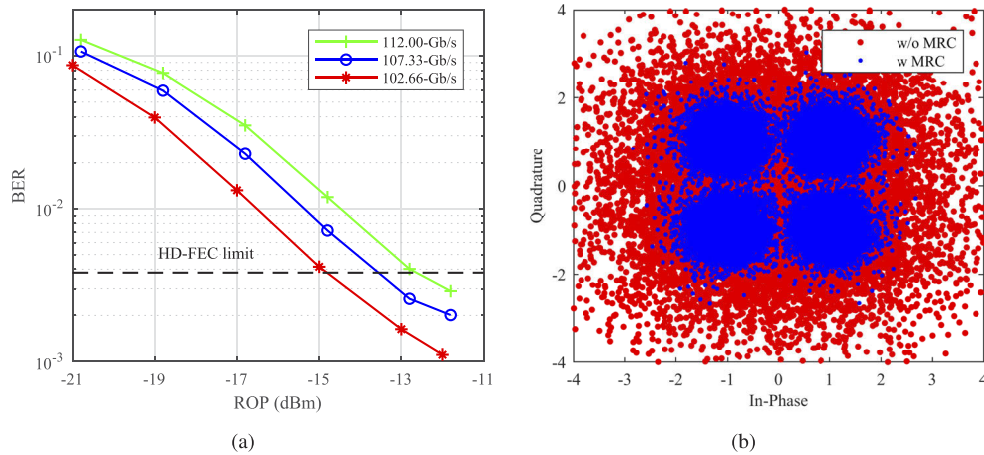 10^-1
10^-2
10^-3
BER
112.00-Gb/s
107.33-Gb/s
102.66-Gb/s
HD-FEC limit
-21 -19 -17 -15 -13 -11
ROP (dBm)
(a)
4
2
0
-2
-4
Quadrature
w/o MRC
w MRC
-4 -3 -2 -1 0 1 2 3 4
In-Phase
(b)